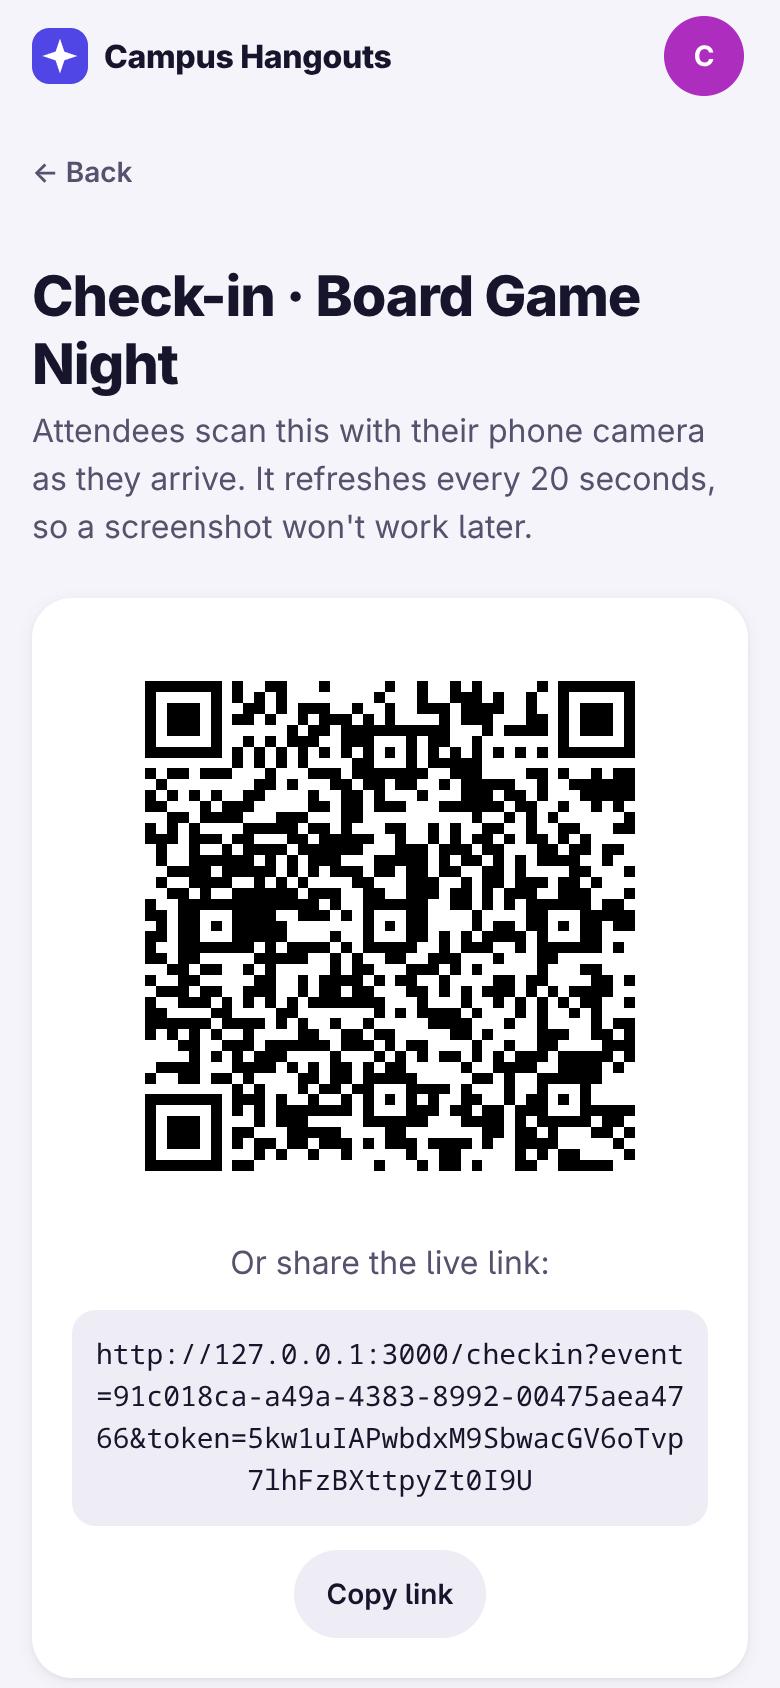 Campus Hangouts
C
← Back
Check-in · Board Game
Night
Attendees scan this with their phone camera
as they arrive. It refreshes every 20 seconds,
so a screenshot won't work later.
Or share the live link:
http://127.0.0.1:3000/checkin?event
=91c018ca-a49a-4383-8992-00475aea47
66&token=5kw1uIAPwbdxM9SbwacGV6oTvp
7lhFzBXttpyZt0I9U
Copy link